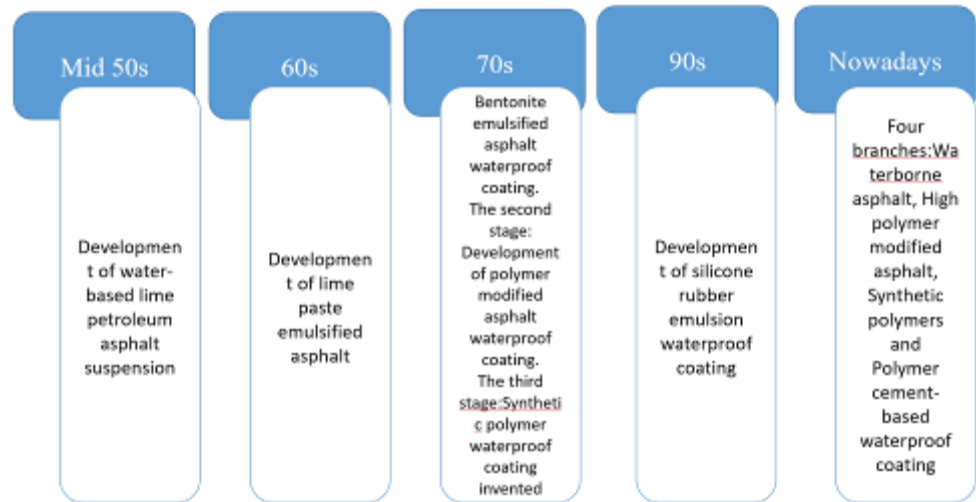 Mid 50s
Developmen
t of water-
based lime
petroleum
asphalt
suspension
60s
Developmen
t of lime
paste
emulsified
asphalt
70s
Bentonite
emulsified
asphalt
waterproof
coating.
The second
stage:
Development
of polymer
modified
asphalt
waterproof
coating.
The third
stage:Syntheti
c polymer
waterproof
coating
invented
90s
Developmen
t of silicone
rubber
emulsion
waterproof
coating
Nowadays
Four
branches:Wa
terborne
asphalt, High
polymer
modified
asphalt,
Synthetic
polymers
and
Polymer
cement-
based
waterproof
coating